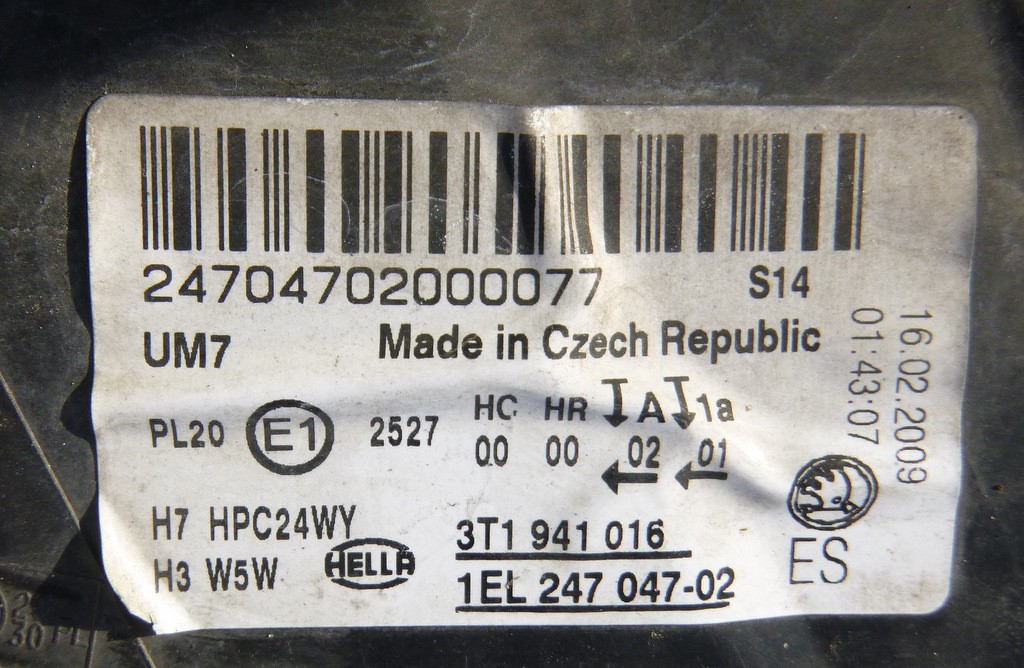 24704702000077 S14
UM7 Made in Czech Republic
PL20 E1 2527 HC HR A 1a
00 00 02 01
H7 HPC24WY 3T1 941 016
H3 W5W HELLA 1EL 247 047-02
ES
16.02.2009
01:43:07